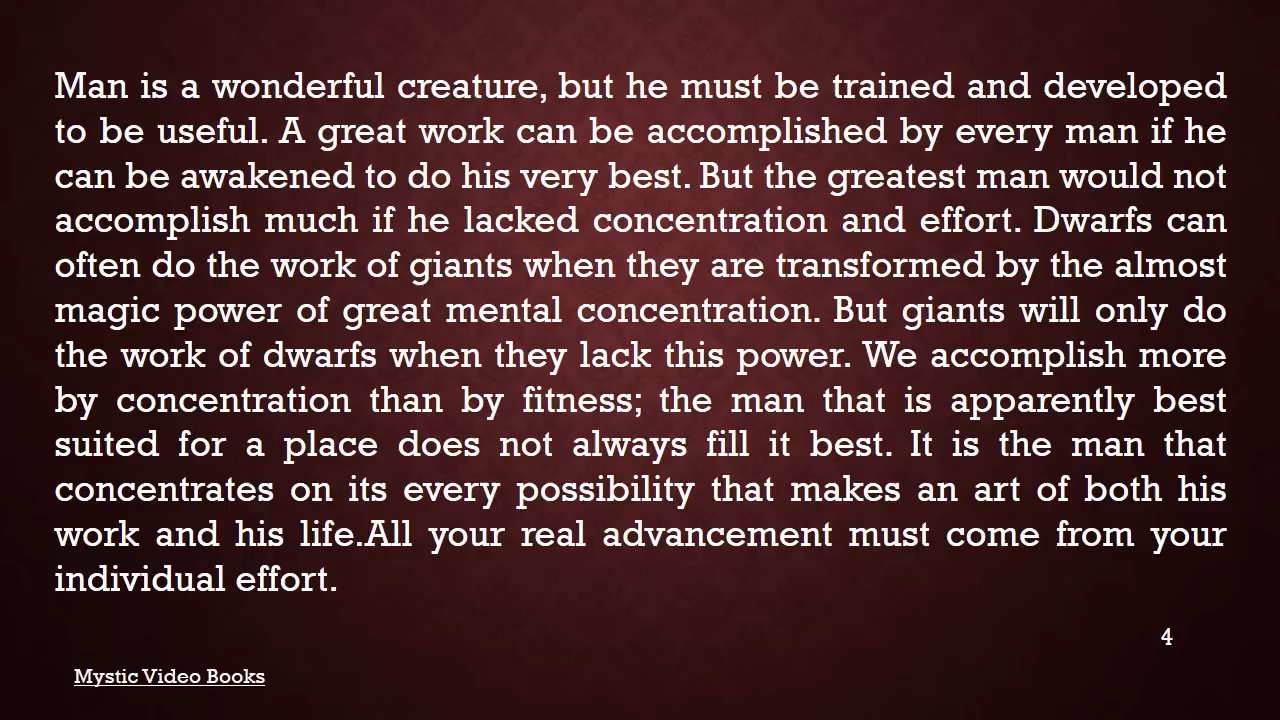 Man is a wonderful creature, but he must be trained and developed
to be useful. A great work can be accomplished by every man if he
can be awakened to do his very best. But the greatest man would not
accomplish much if he lacked concentration and effort. Dwarfs can
often do the work of giants when they are transformed by the almost
magic power of great mental concentration. But giants will only do
the work of dwarfs when they lack this power. We accomplish more
by concentration than by fitness; the man that is apparently best
suited for a place does not always fill it best. It is the man that
concentrates on its every possibility that makes an art of both his
work and his life.All your real advancement must come from your
individual effort.
4
Mystic Video Books